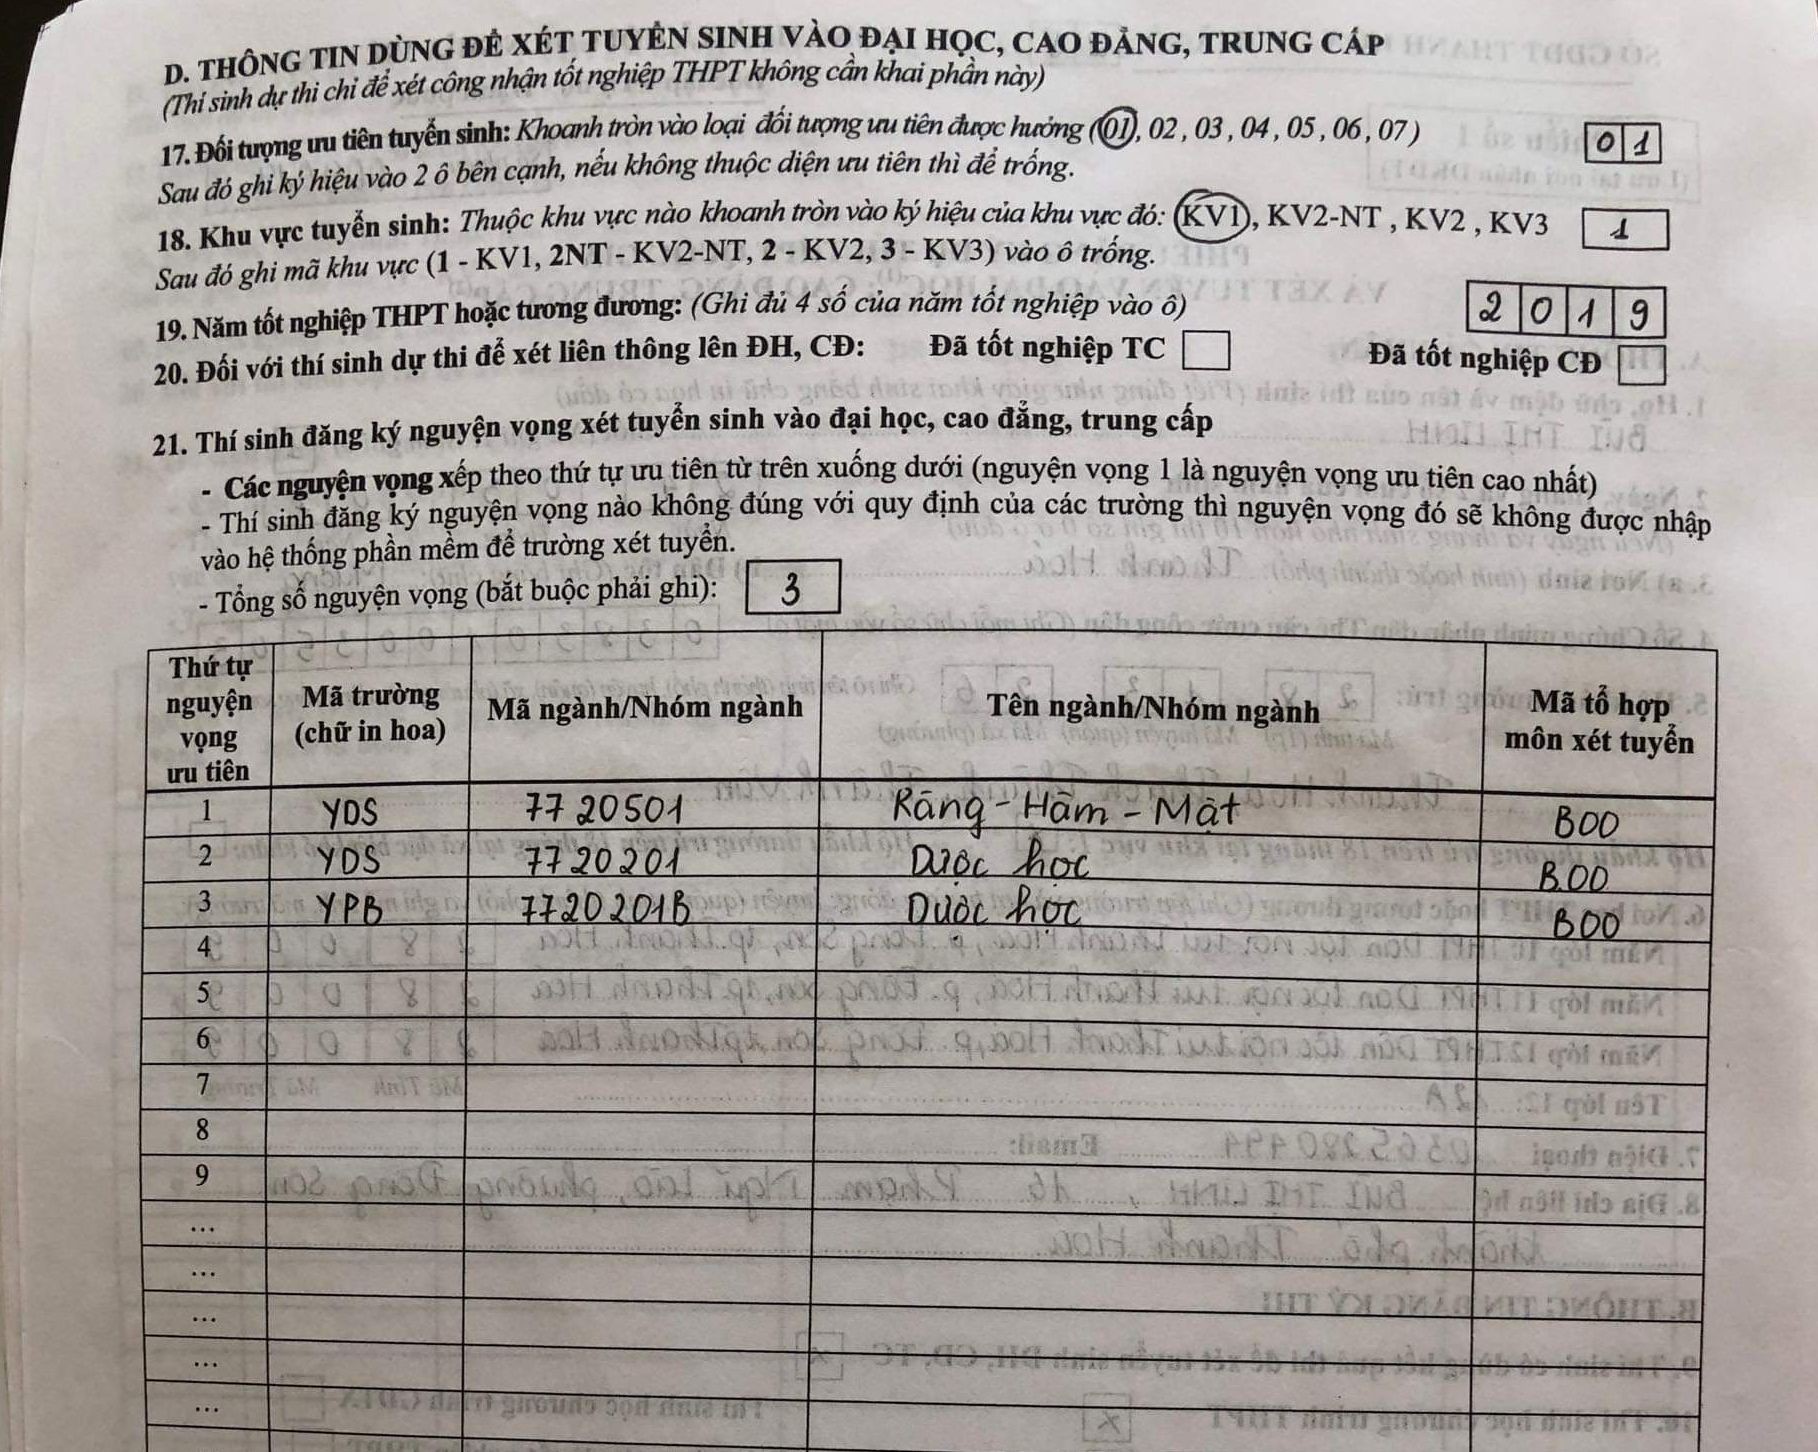 D. THÔNG TIN DÙNG ĐỂ XÉT TUYỂN SINH VÀO ĐẠI HỌC, CAO ĐẲNG, TRUNG CẤP
(Thí sinh dự thi chỉ để xét công nhận tốt nghiệp THPT không cần khai phần này)
17. Đối tượng ưu tiên tuyển sinh: Khoanh tròn vào loại đối tượng ưu tiên được hưởng (01, 02, 03, 04, 05, 06, 07) 0 1
Sau đó ghi ký hiệu vào 2 ô bên cạnh, nếu không thuộc diện ưu tiên thì để trống.
18. Khu vực tuyển sinh: Thuộc khu vực nào khoanh tròn vào ký hiệu của khu vực đó: (KV1), KV2-NT, KV2, KV3 1
Sau đó ghi mã khu vực (1 - KV1, 2NT - KV2-NT, 2 - KV2, 3 - KV3) vào ô trống.
19. Năm tốt nghiệp THPT hoặc tương đương: (Ghi đủ 4 số của năm tốt nghiệp vào ô) 2 0 1 9
20. Đối với thí sinh dự thi để xét liên thông lên ĐH, CĐ: Đã tốt nghiệp TC Đã tốt nghiệp CĐ
21. Thí sinh đăng ký nguyện vọng xét tuyển sinh vào đại học, cao đẳng, trung cấp
- Các nguyện vọng xếp theo thứ tự ưu tiên từ trên xuống dưới (nguyện vọng 1 là nguyện vọng ưu tiên cao nhất)
- Thí sinh đăng ký nguyện vọng nào không đúng với quy định của các trường thì nguyện vọng đó sẽ không được nhập
vào hệ thống phần mềm để trường xét tuyển.
- Tổng số nguyện vọng (bắt buộc phải ghi): 3
Thứ tự
nguyện
vọng
ưu tiên
Mã trường
(chữ in hoa)
Mã ngành/Nhóm ngành
Tên ngành/Nhóm ngành
Mã tổ hợp
môn xét tuyển
1 YDS 7720501 Răng - Hàm - Mặt B00
2 YDS 7720201 Dược học B00
3 YPB 7720201B Dược học B00
4
5
6
7
8
9
...
...
...
...
...